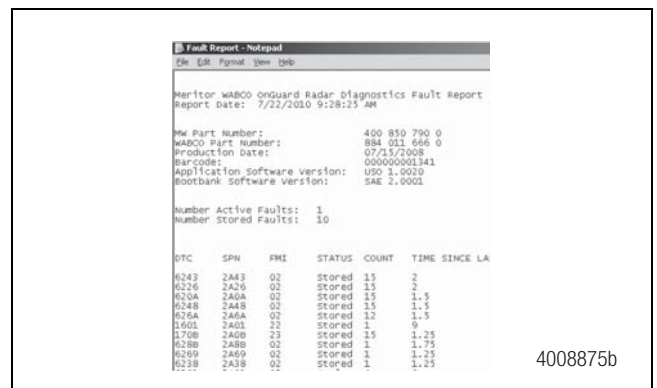 Fault Report - Notepad
File Edit Format View Help
Meritor WABCO OnGuard Radar Diagnostics Fault Report
Report Date: 7/22/2010 9:28:25 AM
MW Part Number: 400 850 790 0
WABCO Part Number: 884 011 666 0
Production Date: 07/15/2008
Barcode: 000000001341
Application Software Version: USO 1.0020
Bootbank Software Version: SAE 2.0001
Number Active Faults: 1
Number Stored Faults: 10
DTC SPN FMI STATUS COUNT TIME SINCE LA
6243 2A43 02 Stored 15 2
6226 2A26 02 Stored 15 2
620A 2A0A 02 Stored 15 1.5
6248 2A48 02 Stored 15 1.5
626A 2A6A 02 Stored 12 1.5
1601 2A01 22 Stored 1 9
170B 2A0B 23 Stored 15 1.25
628B 2A8B 02 Stored 1 1.75
6269 2A69 02 Stored 1 1.25
6238 2A38 02 Stored 1 1.25
4008875b